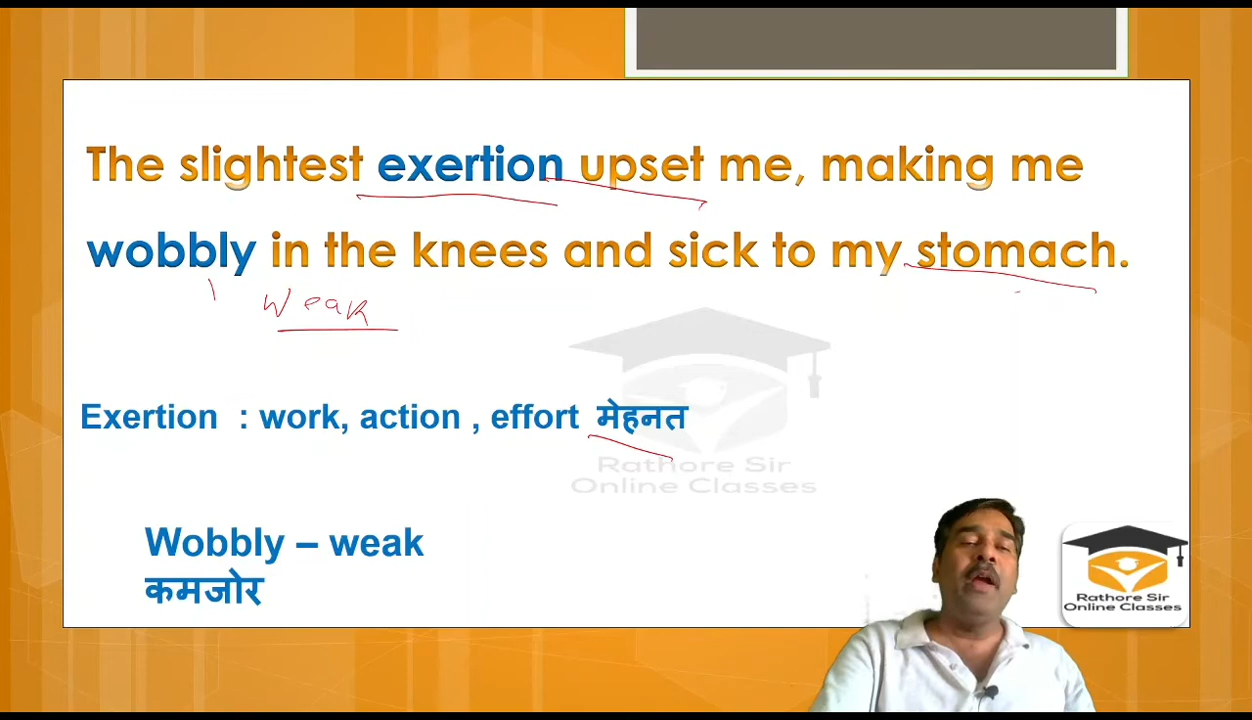 The slightest exertion upset me, making me
wobbly in the knees and sick to my stomach.
weak
Exertion : work, action , effort मेहनत
Rathore Sir
Online Classes
Wobbly – weak
कमजोर
Rathore Sir
Online Classes